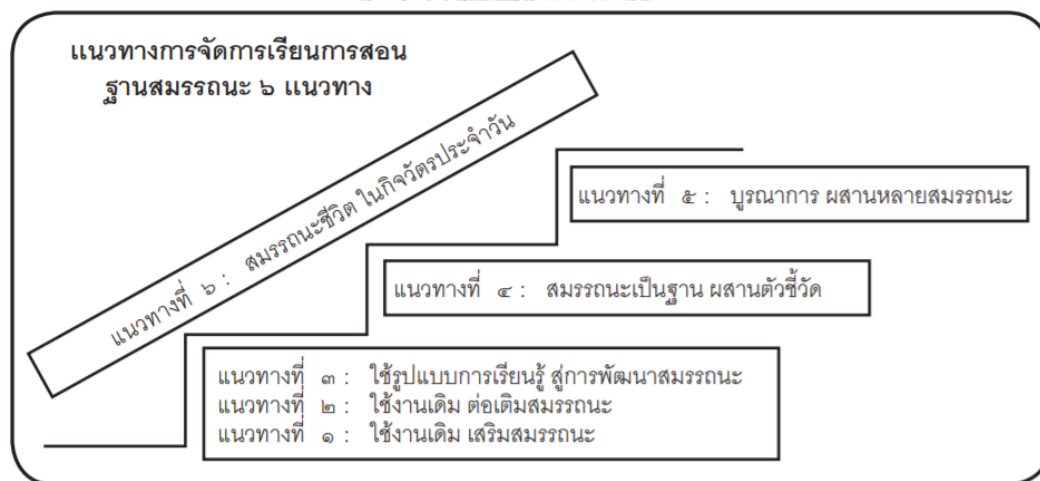 แนวทางการจัดการเรียนการสอน
ฐานสมรรถนะ ๖ แนวทาง
แนวทางที่ ๖ : สมรรถนะชีวิต ในกิจวัตรประจำวัน
แนวทางที่ ๕ : บูรณาการ ผสานหลายสมรรถนะ
แนวทางที่ ๔ : สมรรถนะเป็นฐาน ผสานตัวชี้วัด
แนวทางที่ ๓ : ใช้รูปแบบการเรียนรู้ สู่การพัฒนาสมรรถนะ
แนวทางที่ ๒ : ใช้งานเดิม ต่อเติมสมรรถนะ
แนวทางที่ ๑ : ใช้งานเดิม เสริมสมรรถนะ